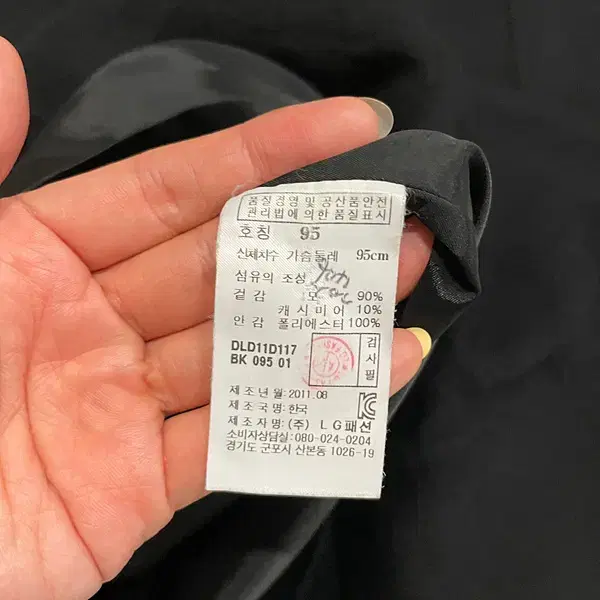 품질경영 및 공산품안전
관리법에 의한 품질표시
호칭 95
신체치수 가슴둘레 95cm
섬유의 조성
겉감 모 90%
캐시미어 10%
안감 폴리에스터 100%
DLD11D117
BK 095 01
검사필
제조년월: 2011.08
제조국명: 한국
제조자명: (주) LG패션
소비자상담실: 080-024-0204
경기도 군포시 산본동 1026-19